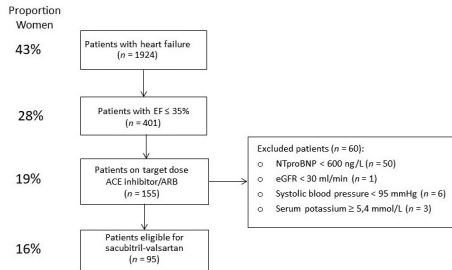 Proportion
Women
43%
Patients with heart failure
(n = 1924)
28%
Patients with EF ≤ 35%
(n = 401)
19%
Patients on target dose
ACE inhibitor/ARB
(n = 155)
Excluded patients (n = 60):
o NTproBNP < 600 ng/L (n = 50)
o eGFR < 30 ml/min (n = 1)
o Systolic blood pressure < 95 mmHg (n = 6)
o Serum potassium ≥ 5,4 mmol/L (n = 3)
16%
Patients eligible for
sacubitril-valsartan
(n = 95)